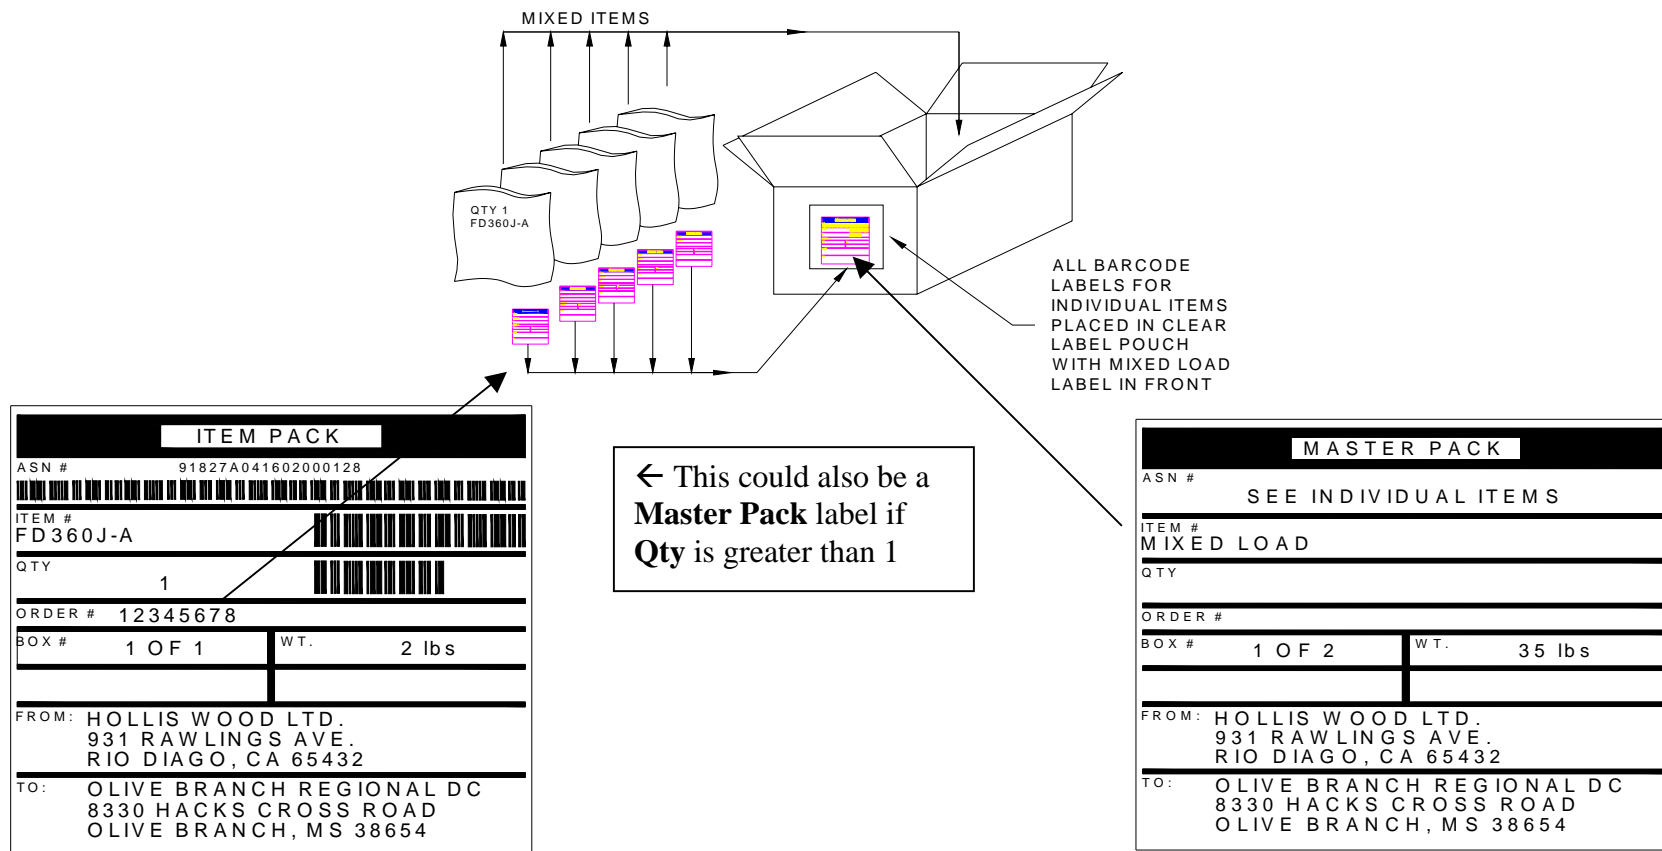 MIXED ITEMS
QTY 1
FD360J-A
ALL BARCODE
LABELS FOR
INDIVIDUAL ITEMS
PLACED IN CLEAR
LABEL POUCH
WITH MIXED LOAD
LABEL IN FRONT
ITEM PACK
ASN # 91827A041602000128
ITEM #
FD360J-A
QTY
1
ORDER # 12345678
BOX # 1 OF 1 WT. 2 lbs
FROM: HOLLIS WOOD LTD.
931 RAWLINGS AVE.
RIO DIAGO, CA 65432
TO: OLIVE BRANCH REGIONAL DC
8330 HACKS CROSS ROAD
OLIVE BRANCH, MS 38654
← This could also be a
Master Pack label if
Qty is greater than 1
MASTER PACK
ASN #
SEE INDIVIDUAL ITEMS
ITEM #
MIXED LOAD
QTY
ORDER #
BOX # 1 OF 2 WT. 35 lbs
FROM: HOLLIS WOOD LTD.
931 RAWLINGS AVE.
RIO DIAGO, CA 65432
TO: OLIVE BRANCH REGIONAL DC
8330 HACKS CROSS ROAD
OLIVE BRANCH, MS 38654